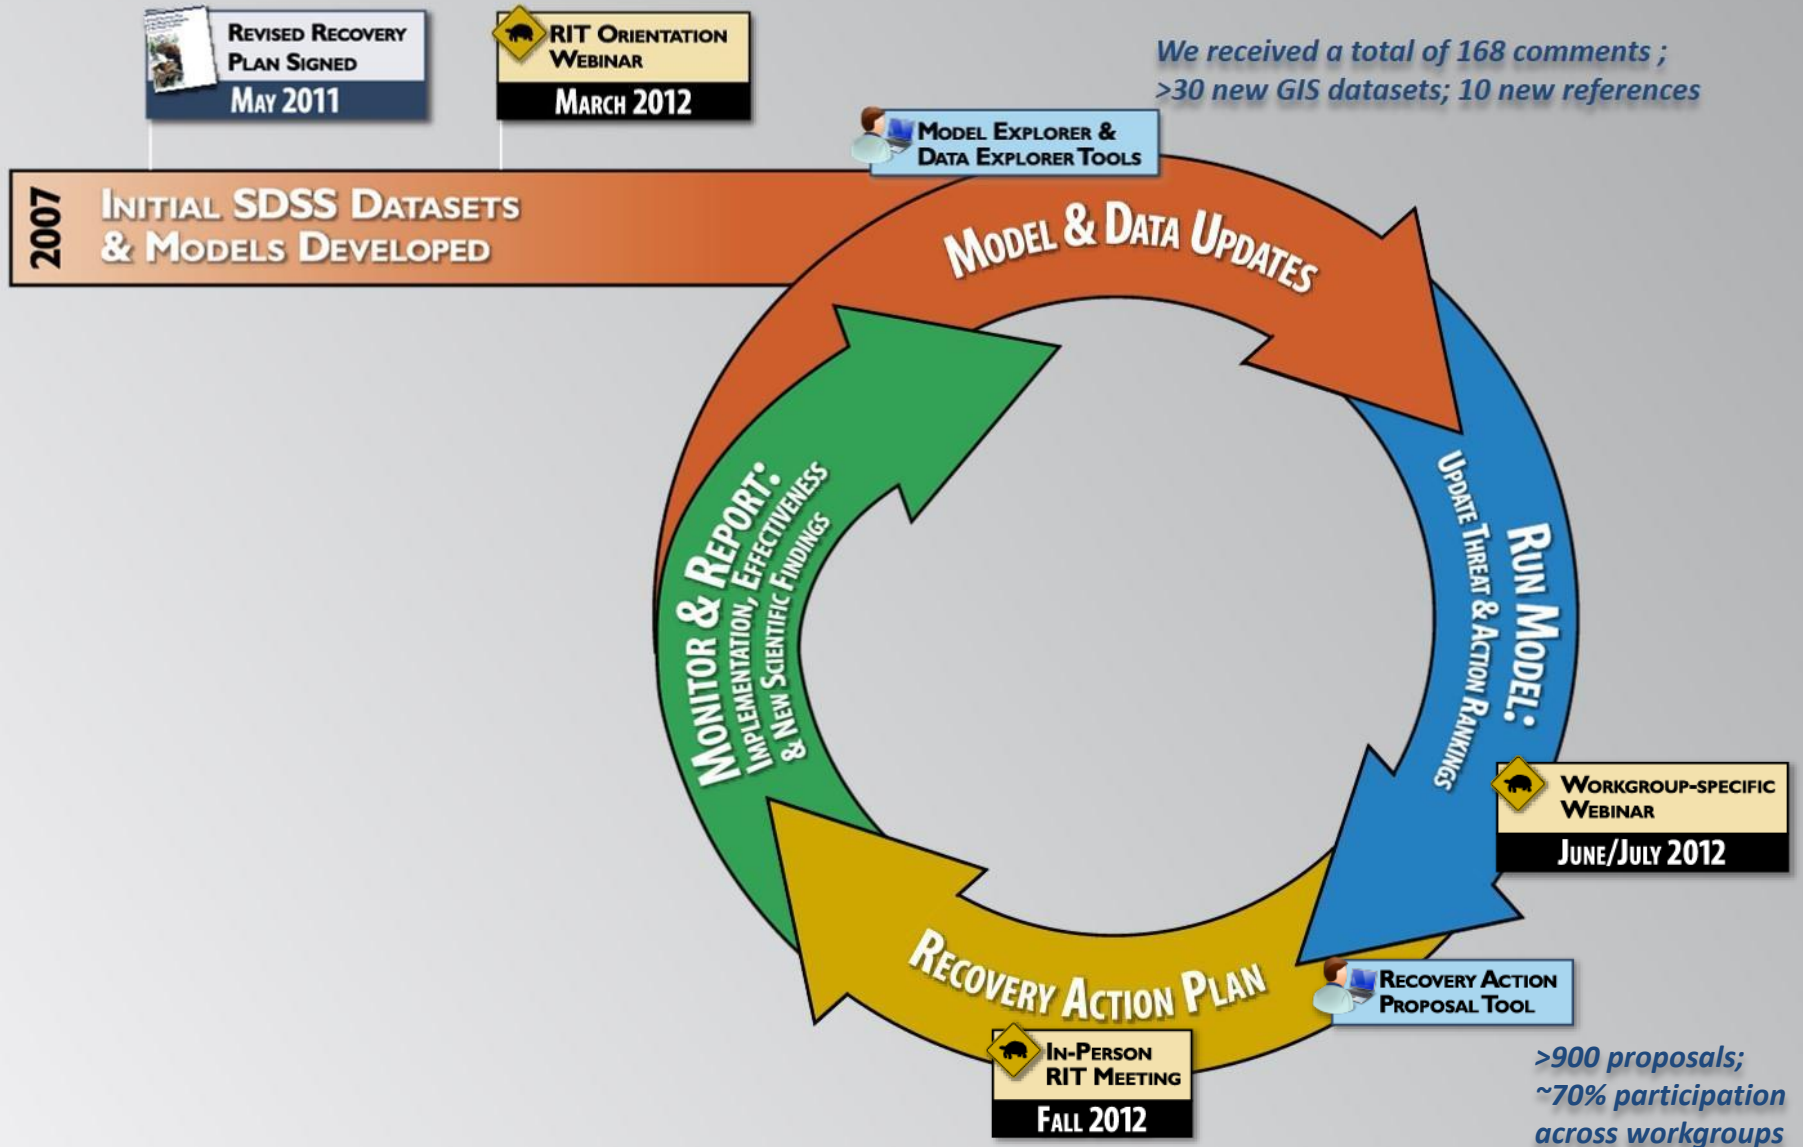 REVISED RECOVERY
PLAN SIGNED
MAY 2011
RIT ORIENTATION
WEBINAR
MARCH 2012
We received a total of 168 comments ;
>30 new GIS datasets; 10 new references
MODEL EXPLORER &
DATA EXPLORER TOOLS
2007
INITIAL SDSS DATASETS
& MODELS DEVELOPED
MODEL & DATA UPDATES
RUN MODEL:
UPDATE THREAT & ACTION RANKINGS
WORKGROUP-SPECIFIC
WEBINAR
JUNE/JULY 2012
RECOVERY ACTION
PROPOSAL TOOL
>900 proposals;
~70% participation
across workgroups
RECOVERY ACTION PLAN
IN-PERSON
RIT MEETING
FALL 2012
MONITOR & REPORT:
IMPLEMENTATION, EFFECTIVENESS
& NEW SCIENTIFIC FINDINGS